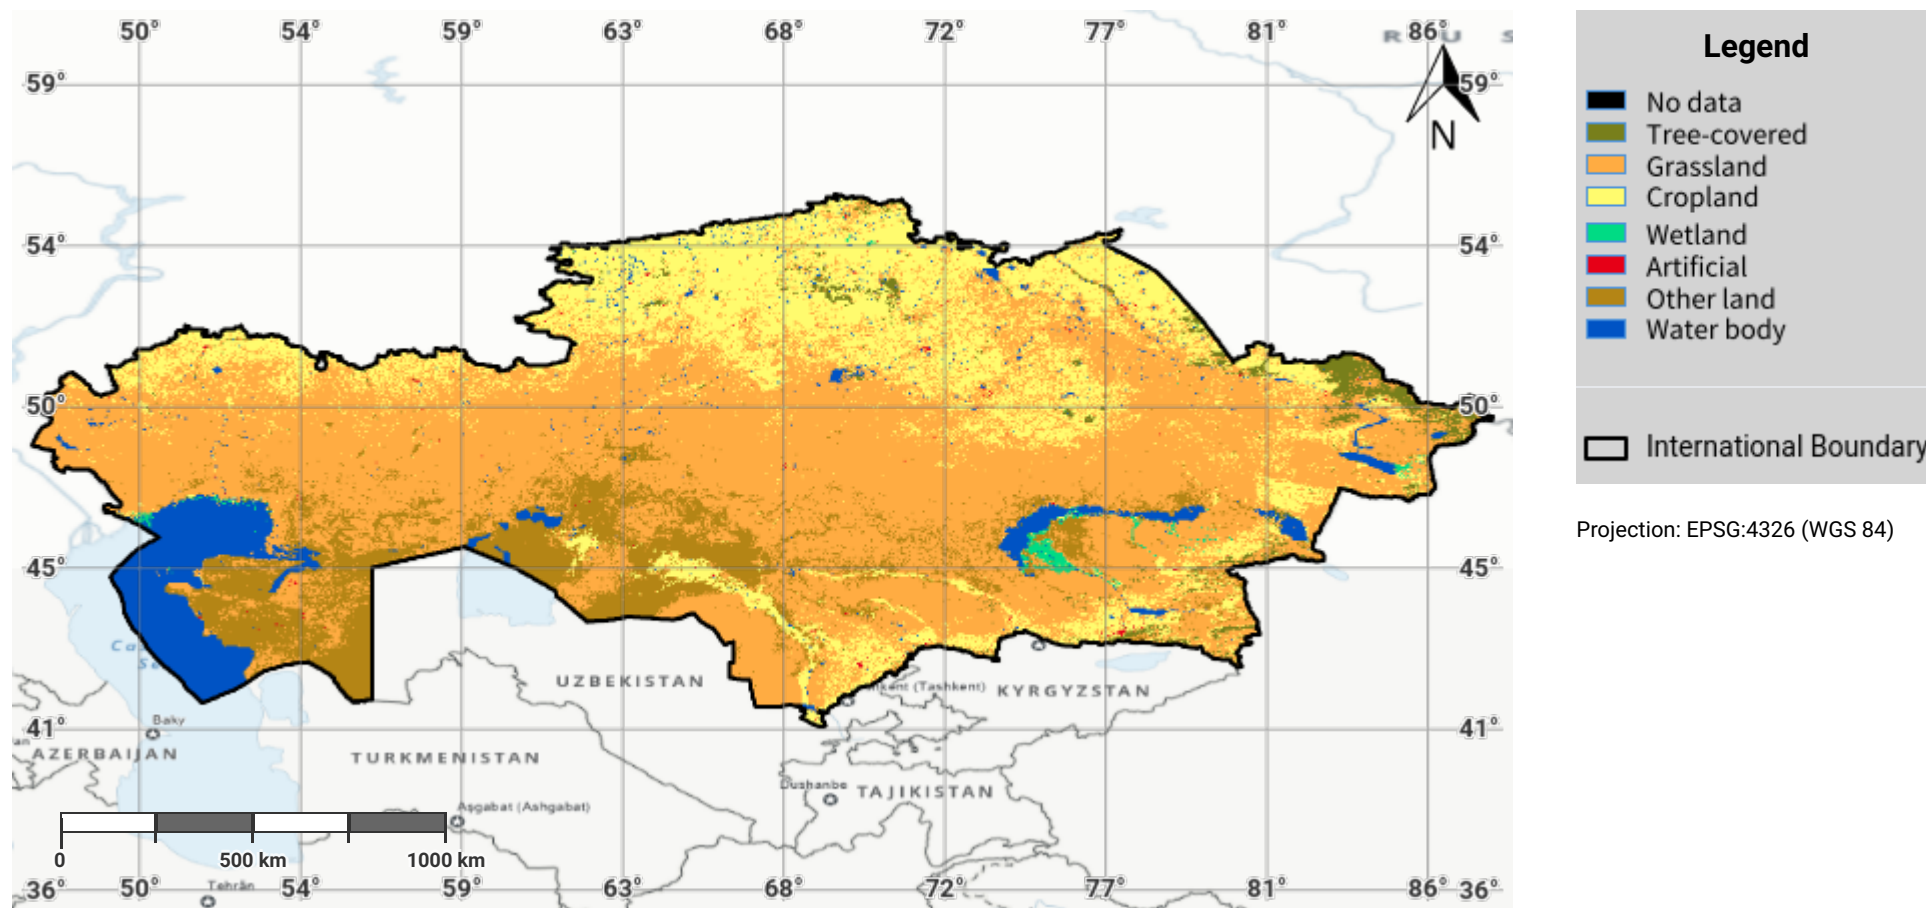 50° 54° 59° 63° 68° 72° 77° 81° 86°
R U S
59° 59°
N
54° 54°
50° 50°
45° 45°
UZBEKISTAN
(Tashkent) KYRGYZSTAN
41° 41°
Baky
AZERBAIJAN
TURKMENISTAN
Dushanbe
TAJIKISTAN
Aşgabat (Ashgabat)
0 500 km 1000 km
36° 50° 54° 59° 63° 68° 72° 77° 81° 86° 36°
Tehrān
Legend
No data
Tree-covered
Grassland
Cropland
Wetland
Artificial
Other land
Water body
International Boundary
Projection: EPSG:4326 (WGS 84)